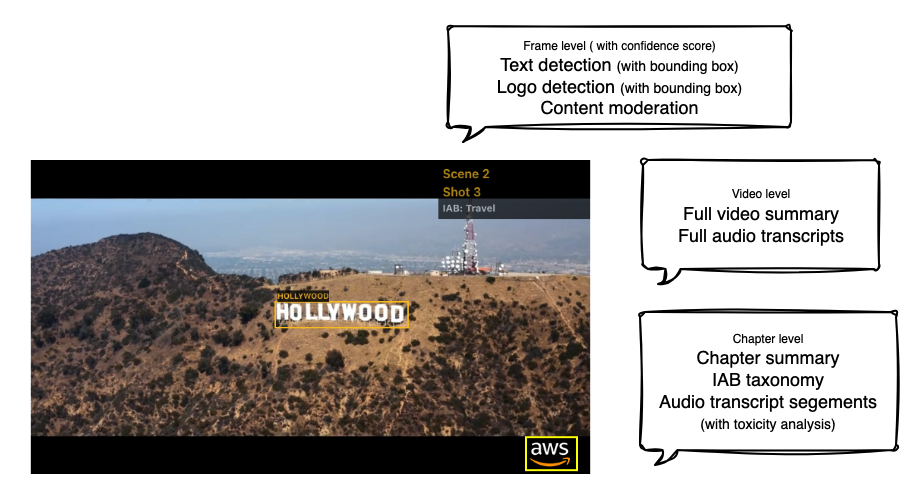 Frame level ( with confidence score)
Text detection (with bounding box)
Logo detection (with bounding box)
Content moderation
Scene 2
Shot 3
IAB: Travel
HOLLYWOOD
HOLLYWOOD
aws
Video level
Full video summary
Full audio transcripts
Chapter level
Chapter summary
IAB taxonomy
Audio transcript segements
(with toxicity analysis)